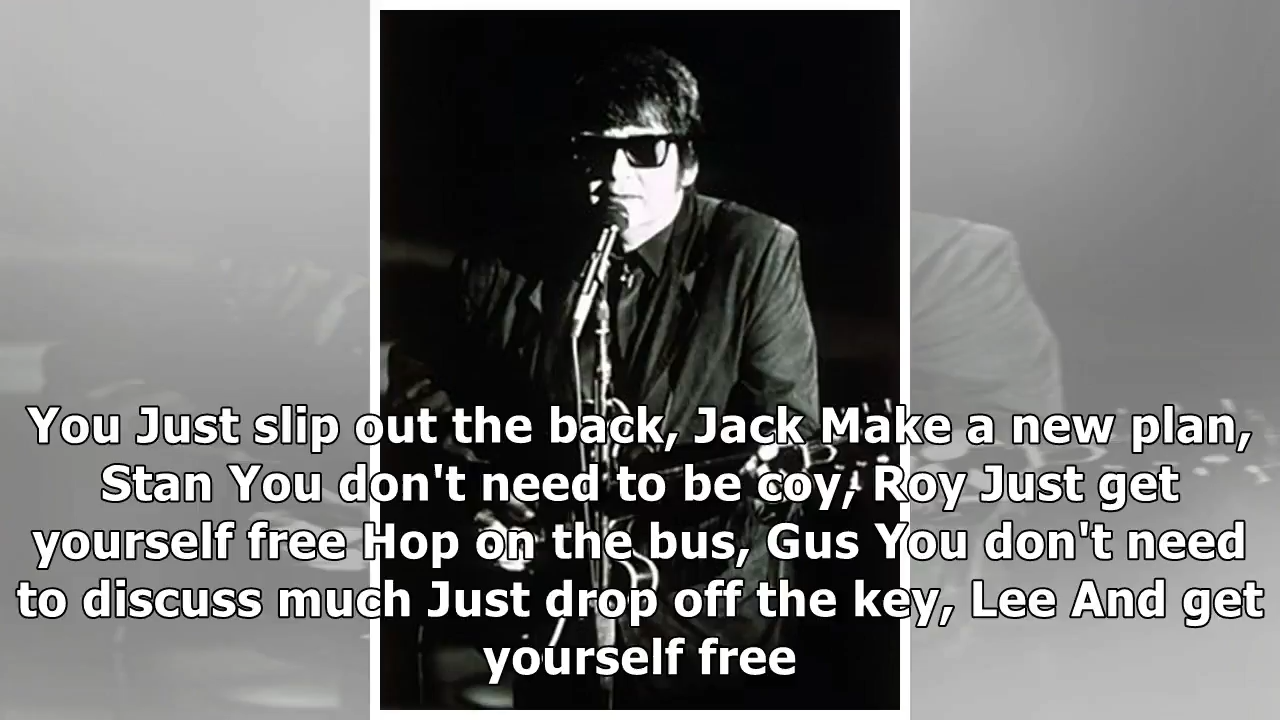 You Just slip out the back, Jack Make a new plan,
Stan You don't need to be coy, Roy Just get
yourself free Hop on the bus, Gus You don't need
to discuss much Just drop off the key, Lee And get
yourself free